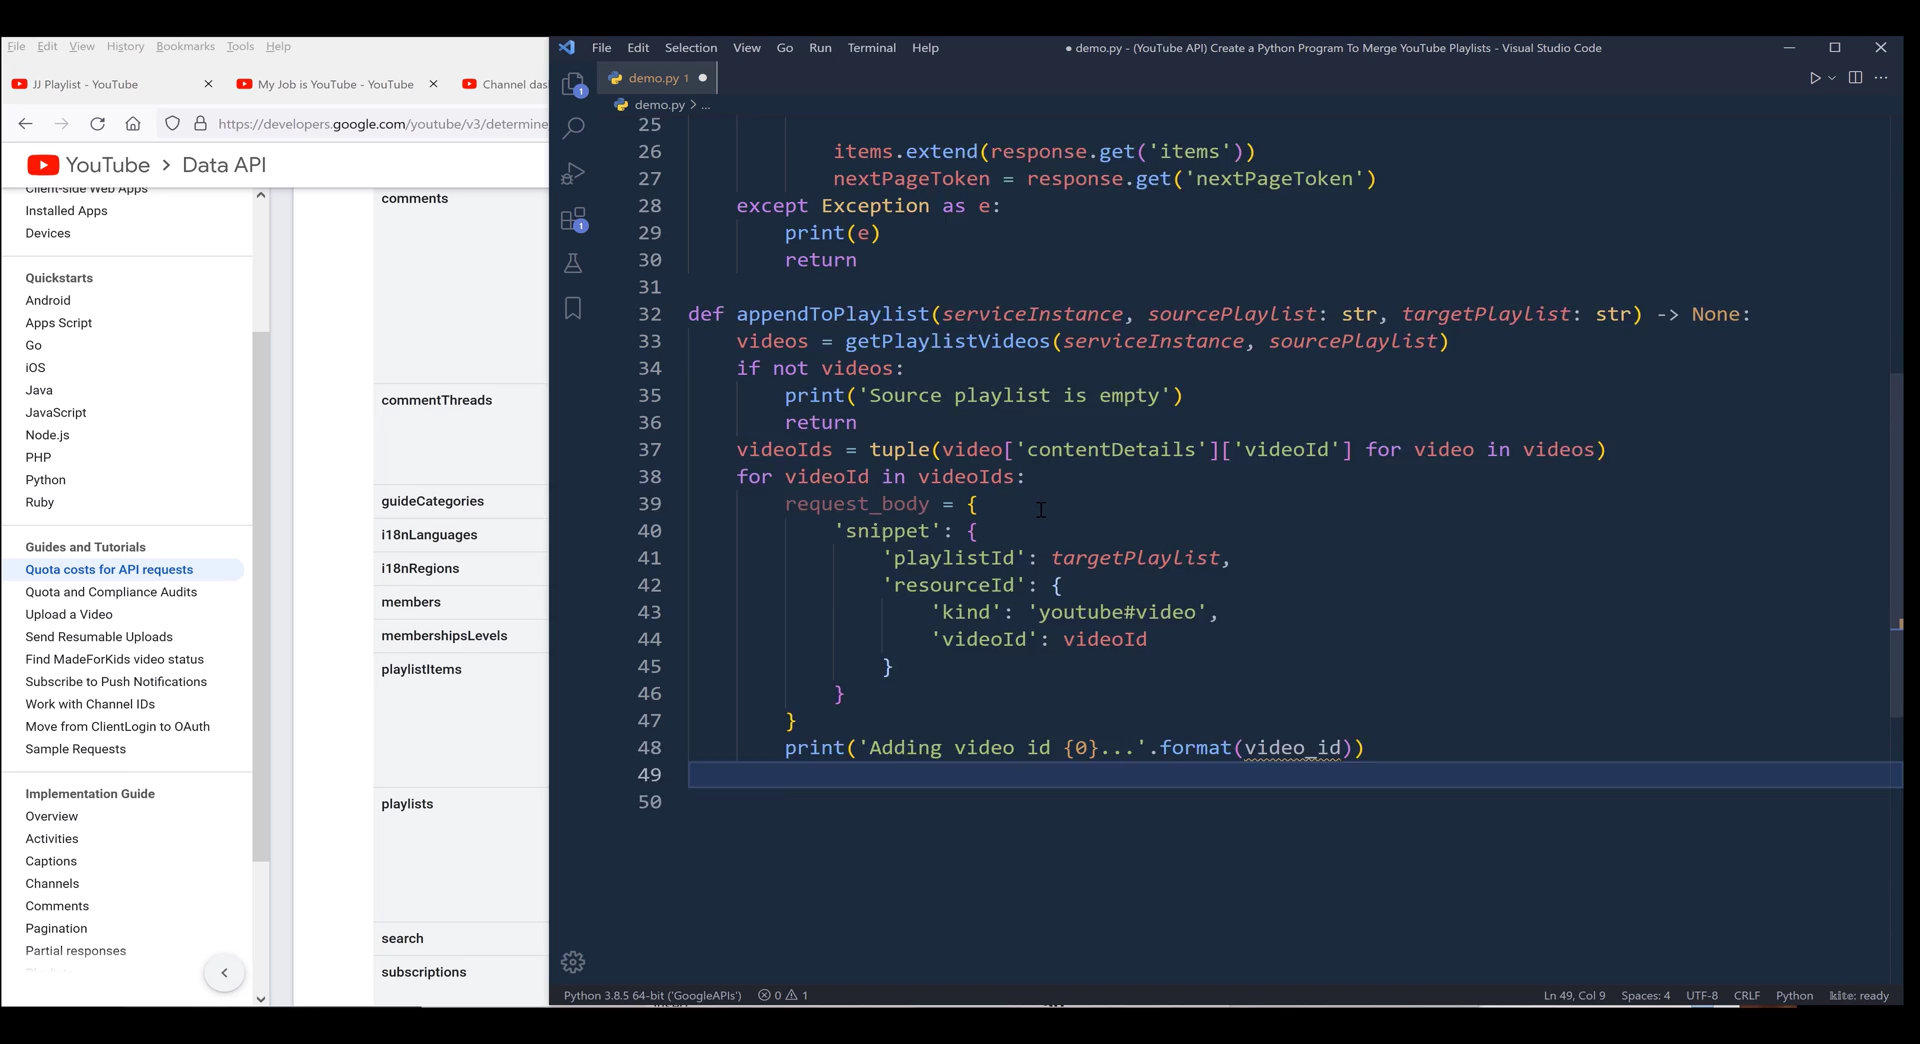 File Edit View History Bookmarks Tools Help
JJ Playlist - YouTube
My Job is YouTube - YouTube
Channel das
https://developers.google.com/youtube/v3/determine
YouTube > Data API
Client-side Web Apps
Installed Apps
Devices
Quickstarts
Android
Apps Script
Go
iOS
Java
JavaScript
Node.js
PHP
Python
Ruby
Guides and Tutorials
Quota costs for API requests
Quota and Compliance Audits
Upload a Video
Send Resumable Uploads
Find MadeForKids video status
Subscribe to Push Notifications
Work with Channel IDs
Move from ClientLogin to OAuth
Sample Requests
Implementation Guide
Overview
Activities
Captions
Channels
Comments
Pagination
Partial responses
comments
commentThreads
guideCategories
i18nLanguages
i18nRegions
members
membershipsLevels
playlistItems
playlists
search
subscriptions
File Edit Selection View Go Run Terminal Help
● demo.py - (YouTube API) Create a Python Program To Merge YouTube Playlists - Visual Studio Code
demo.py 1
demo.py > ...
1
1
25
26 items.extend(response.get('items'))
27 nextPageToken = response.get('nextPageToken')
28 except Exception as e:
29 print(e)
30 return
31
32 def appendToPlaylist(serviceInstance, sourcePlaylist: str, targetPlaylist: str) -> None:
33 videos = getPlaylistVideos(serviceInstance, sourcePlaylist)
34 if not videos:
35 print('Source playlist is empty')
36 return
37 videoIds = tuple(video['contentDetails']['videoId'] for video in videos)
38 for videoId in videoIds:
39 request_body = {
40 'snippet': {
41 'playlistId': targetPlaylist,
42 'resourceId': {
43 'kind': 'youtube#video',
44 'videoId': videoId
45 }
46 }
47 }
48 print('Adding video id {0}...'.format(video_id))
49
50
Python 3.8.5 64-bit ('GoogleAPIs') 0 1
Ln 49, Col 9 Spaces: 4 UTF-8 CRLF Python kite: ready